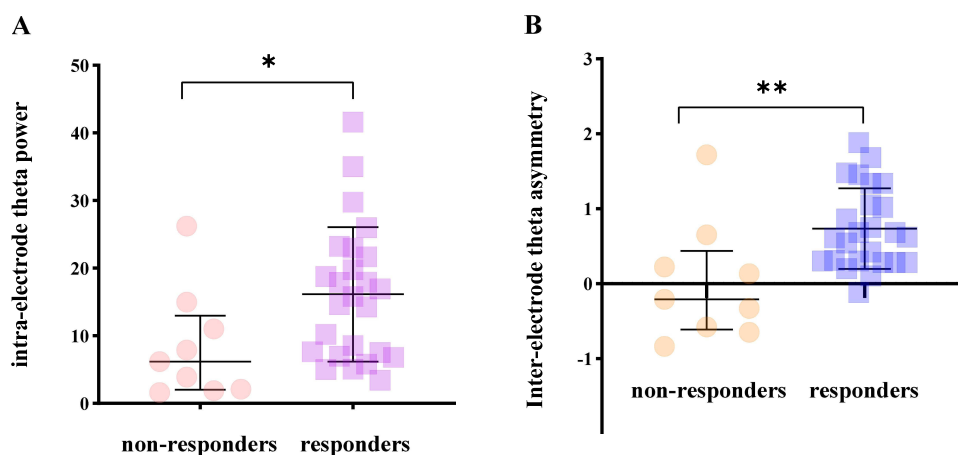 A
intra-electrode theta power
50
40
30
20
10
0
*
non-responders responders
B
Inter-electrode theta asymmetry
3
2
1
0
-1
**
non-responders responders